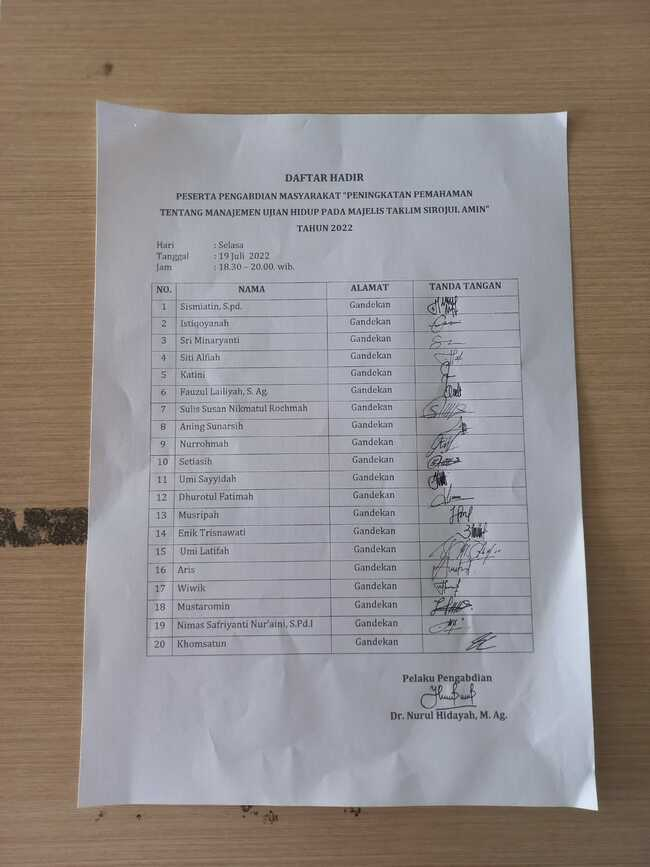 DAFTAR HADIR
PESERTA PENGABDIAN MASYARAKAT "PENINGKATAN PEMAHAMAN
TENTANG MANAJEMEN UJIAN HIDUP PADA MAJELIS TAKLIM SIROJUL AMIN"
TAHUN 2022
Hari : Selasa
Tanggal : 19 Juli 2022
Jam : 18.30 – 20.00. wib.
NO. NAMA ALAMAT TANDA TANGAN
1 Sismiatin, S.pd. Gandekan
2 Istiqoyanah Gandekan
3 Sri Minaryanti Gandekan
4 Siti Alfiah Gandekan
5 Katini Gandekan
6 Fauzul Lailiyah, S. Ag. Gandekan
7 Sulis Susan Nikmatul Rochmah Gandekan
8 Aning Sunarsih Gandekan
9 Nurrohmah Gandekan
10 Setiasih Gandekan
11 Umi Sayyidah Gandekan
12 Dhurotul Fatimah Gandekan
13 Musripah Gandekan
14 Enik Trisnawati Gandekan
15 Umi Latifah Gandekan
16 Aris Gandekan
17 Wiwik Gandekan
18 Mustaromin Gandekan
19 Nimas Safriyanti Nur'aini, S.Pd.I Gandekan
20 Khomsatun Gandekan
Pelaku Pengabdian
Dr. Nurul Hidayah, M. Ag.